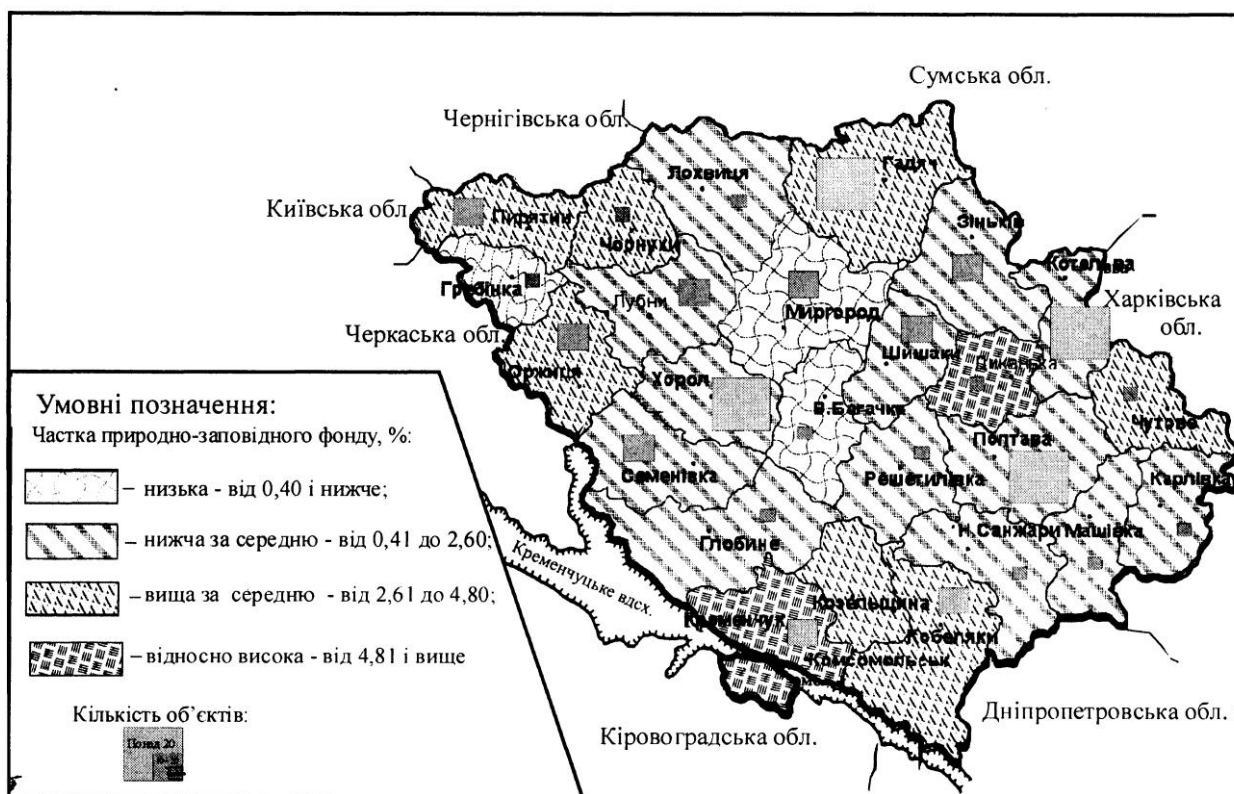 Сумська обл.
Чернігівська обл.
Лохвиця
Гадяч
Київська обл.
Пирятин
Чорнухи
Зіньків
Котельва
Гребінка
Лубни
Миргород
Харківська
обл.
Черкаська обл.
Шишаки
Диканька
Оржиця
Хорол
В.Багачка
Чутове
Полтава
Семенівка
Решетилівка
Карлівка
Глобине
Н.Санжари
Машівка
Кременчуцьке вдсх.
Козельщина
Кременчук
Кобеляки
Комсомольськ
Дніпропетровська обл.
Кіровоградська обл.
Умовні позначення:
Частка природно-заповідного фонду, %:
– низька - від 0,40 і нижче;
– нижча за середню - від 0,41 до 2,60;
– вища за середню - від 2,61 до 4,80;
– відносно висока - від 4,81 і вище
Кількість об’єктів:
Понад 20